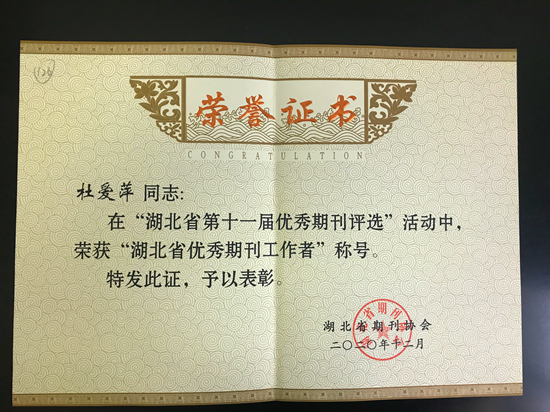 126
荣誉证书
CONGRATULATION
杜爱萍 同志:
在“湖北省第十一届优秀期刊评选”活动中,
荣获“湖北省优秀期刊工作者”称号。
特发此证,予以表彰。
湖北省期刊协会
二〇二〇年十二月